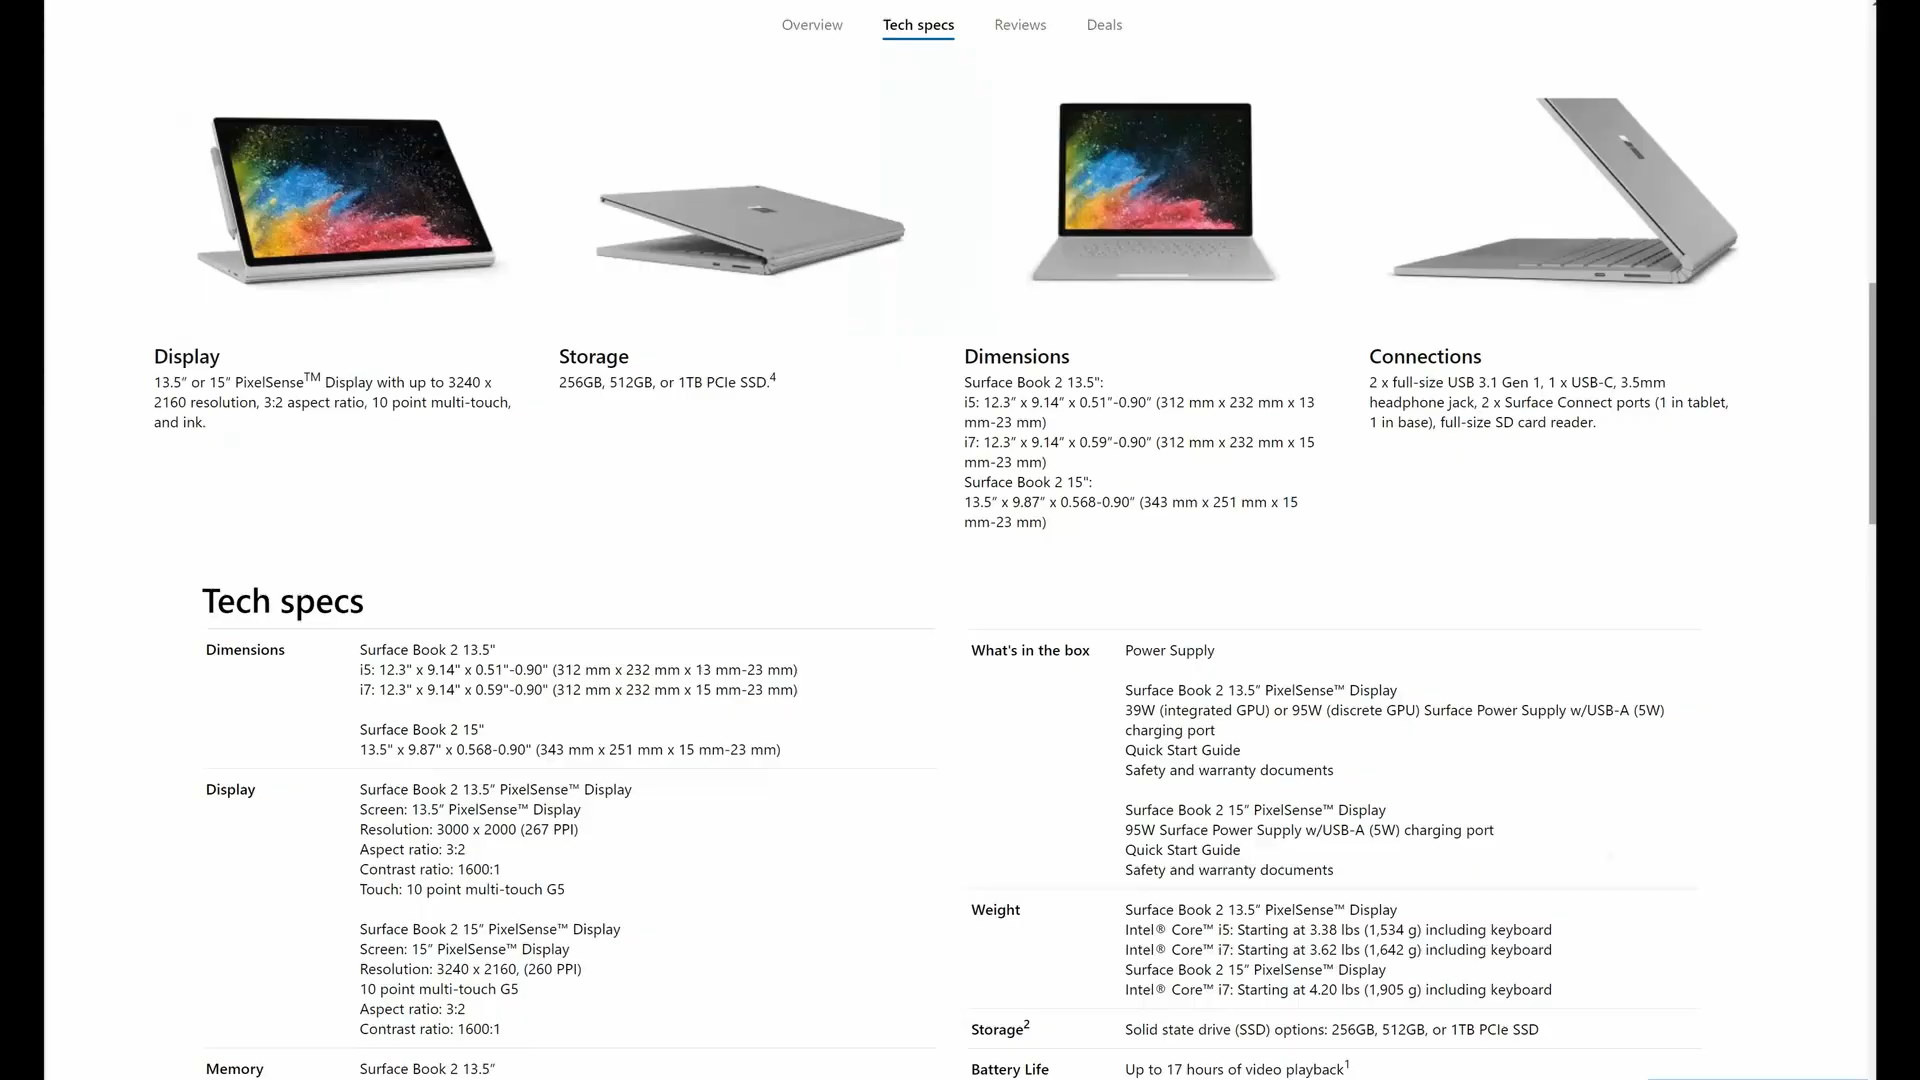 Overview Tech specs Reviews Deals
Display
13.5” or 15” PixelSense™ Display with up to 3240 x
2160 resolution, 3:2 aspect ratio, 10 point multi-touch,
and ink.
Storage
256GB, 512GB, or 1TB PCIe SSD.4
Dimensions
Surface Book 2 13.5":
i5: 12.3” x 9.14” x 0.51”-0.90” (312 mm x 232 mm x 13
mm-23 mm)
i7: 12.3” x 9.14” x 0.59”-0.90” (312 mm x 232 mm x 15
mm-23 mm)
Surface Book 2 15":
13.5” x 9.87” x 0.568-0.90” (343 mm x 251 mm x 15
mm-23 mm)
Connections
2 x full-size USB 3.1 Gen 1, 1 x USB-C, 3.5mm
headphone jack, 2 x Surface Connect ports (1 in tablet,
1 in base), full-size SD card reader.
Tech specs
Dimensions
Surface Book 2 13.5"
i5: 12.3" x 9.14" x 0.51"-0.90" (312 mm x 232 mm x 13 mm-23 mm)
i7: 12.3" x 9.14" x 0.59"-0.90" (312 mm x 232 mm x 15 mm-23 mm)
Surface Book 2 15"
13.5" x 9.87" x 0.568-0.90" (343 mm x 251 mm x 15 mm-23 mm)
Display
Surface Book 2 13.5” PixelSense™ Display
Screen: 13.5” PixelSense™ Display
Resolution: 3000 x 2000 (267 PPI)
Aspect ratio: 3:2
Contrast ratio: 1600:1
Touch: 10 point multi-touch G5
Surface Book 2 15” PixelSense™ Display
Screen: 15” PixelSense™ Display
Resolution: 3240 x 2160, (260 PPI)
10 point multi-touch G5
Aspect ratio: 3:2
Contrast ratio: 1600:1
Memory
Surface Book 2 13.5”
What's in the box
Power Supply
Surface Book 2 13.5” PixelSense™ Display
39W (integrated GPU) or 95W (discrete GPU) Surface Power Supply w/USB-A (5W)
charging port
Quick Start Guide
Safety and warranty documents
Surface Book 2 15” PixelSense™ Display
95W Surface Power Supply w/USB-A (5W) charging port
Quick Start Guide
Safety and warranty documents
Weight
Surface Book 2 13.5” PixelSense™ Display
Intel® Core™ i5: Starting at 3.38 lbs (1,534 g) including keyboard
Intel® Core™ i7: Starting at 3.62 lbs (1,642 g) including keyboard
Surface Book 2 15” PixelSense™ Display
Intel® Core™ i7: Starting at 4.20 lbs (1,905 g) including keyboard
Storage2
Solid state drive (SSD) options: 256GB, 512GB, or 1TB PCIe SSD
Battery Life
Up to 17 hours of video playback1